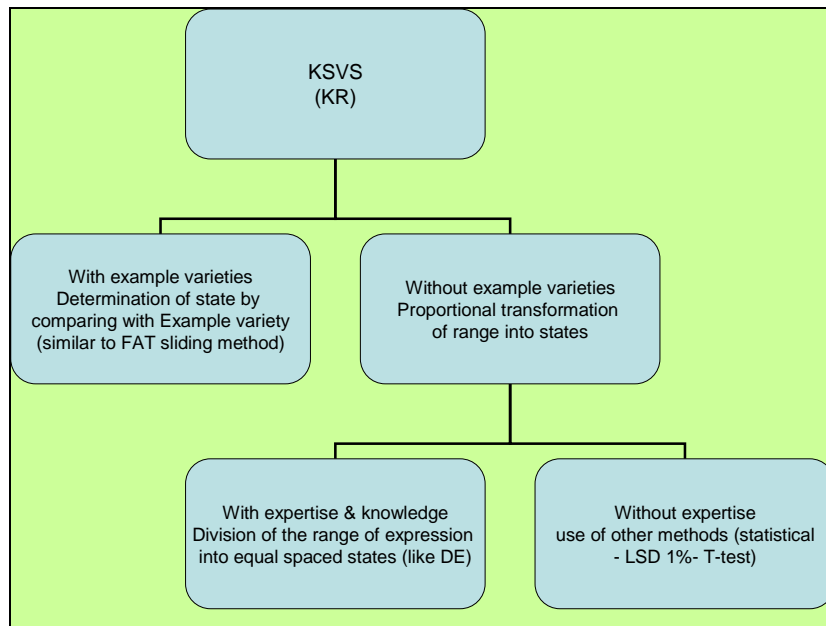 KSVS
(KR)
With example varieties
Determination of state by
comparing with Example variety
(similar to FAT sliding method)
Without example varieties
Proportional transformation
of range into states
With expertise & knowledge
Division of the range of expression
into equal spaced states (like DE)
Without expertise
use of other methods (statistical
- LSD 1%- T-test)